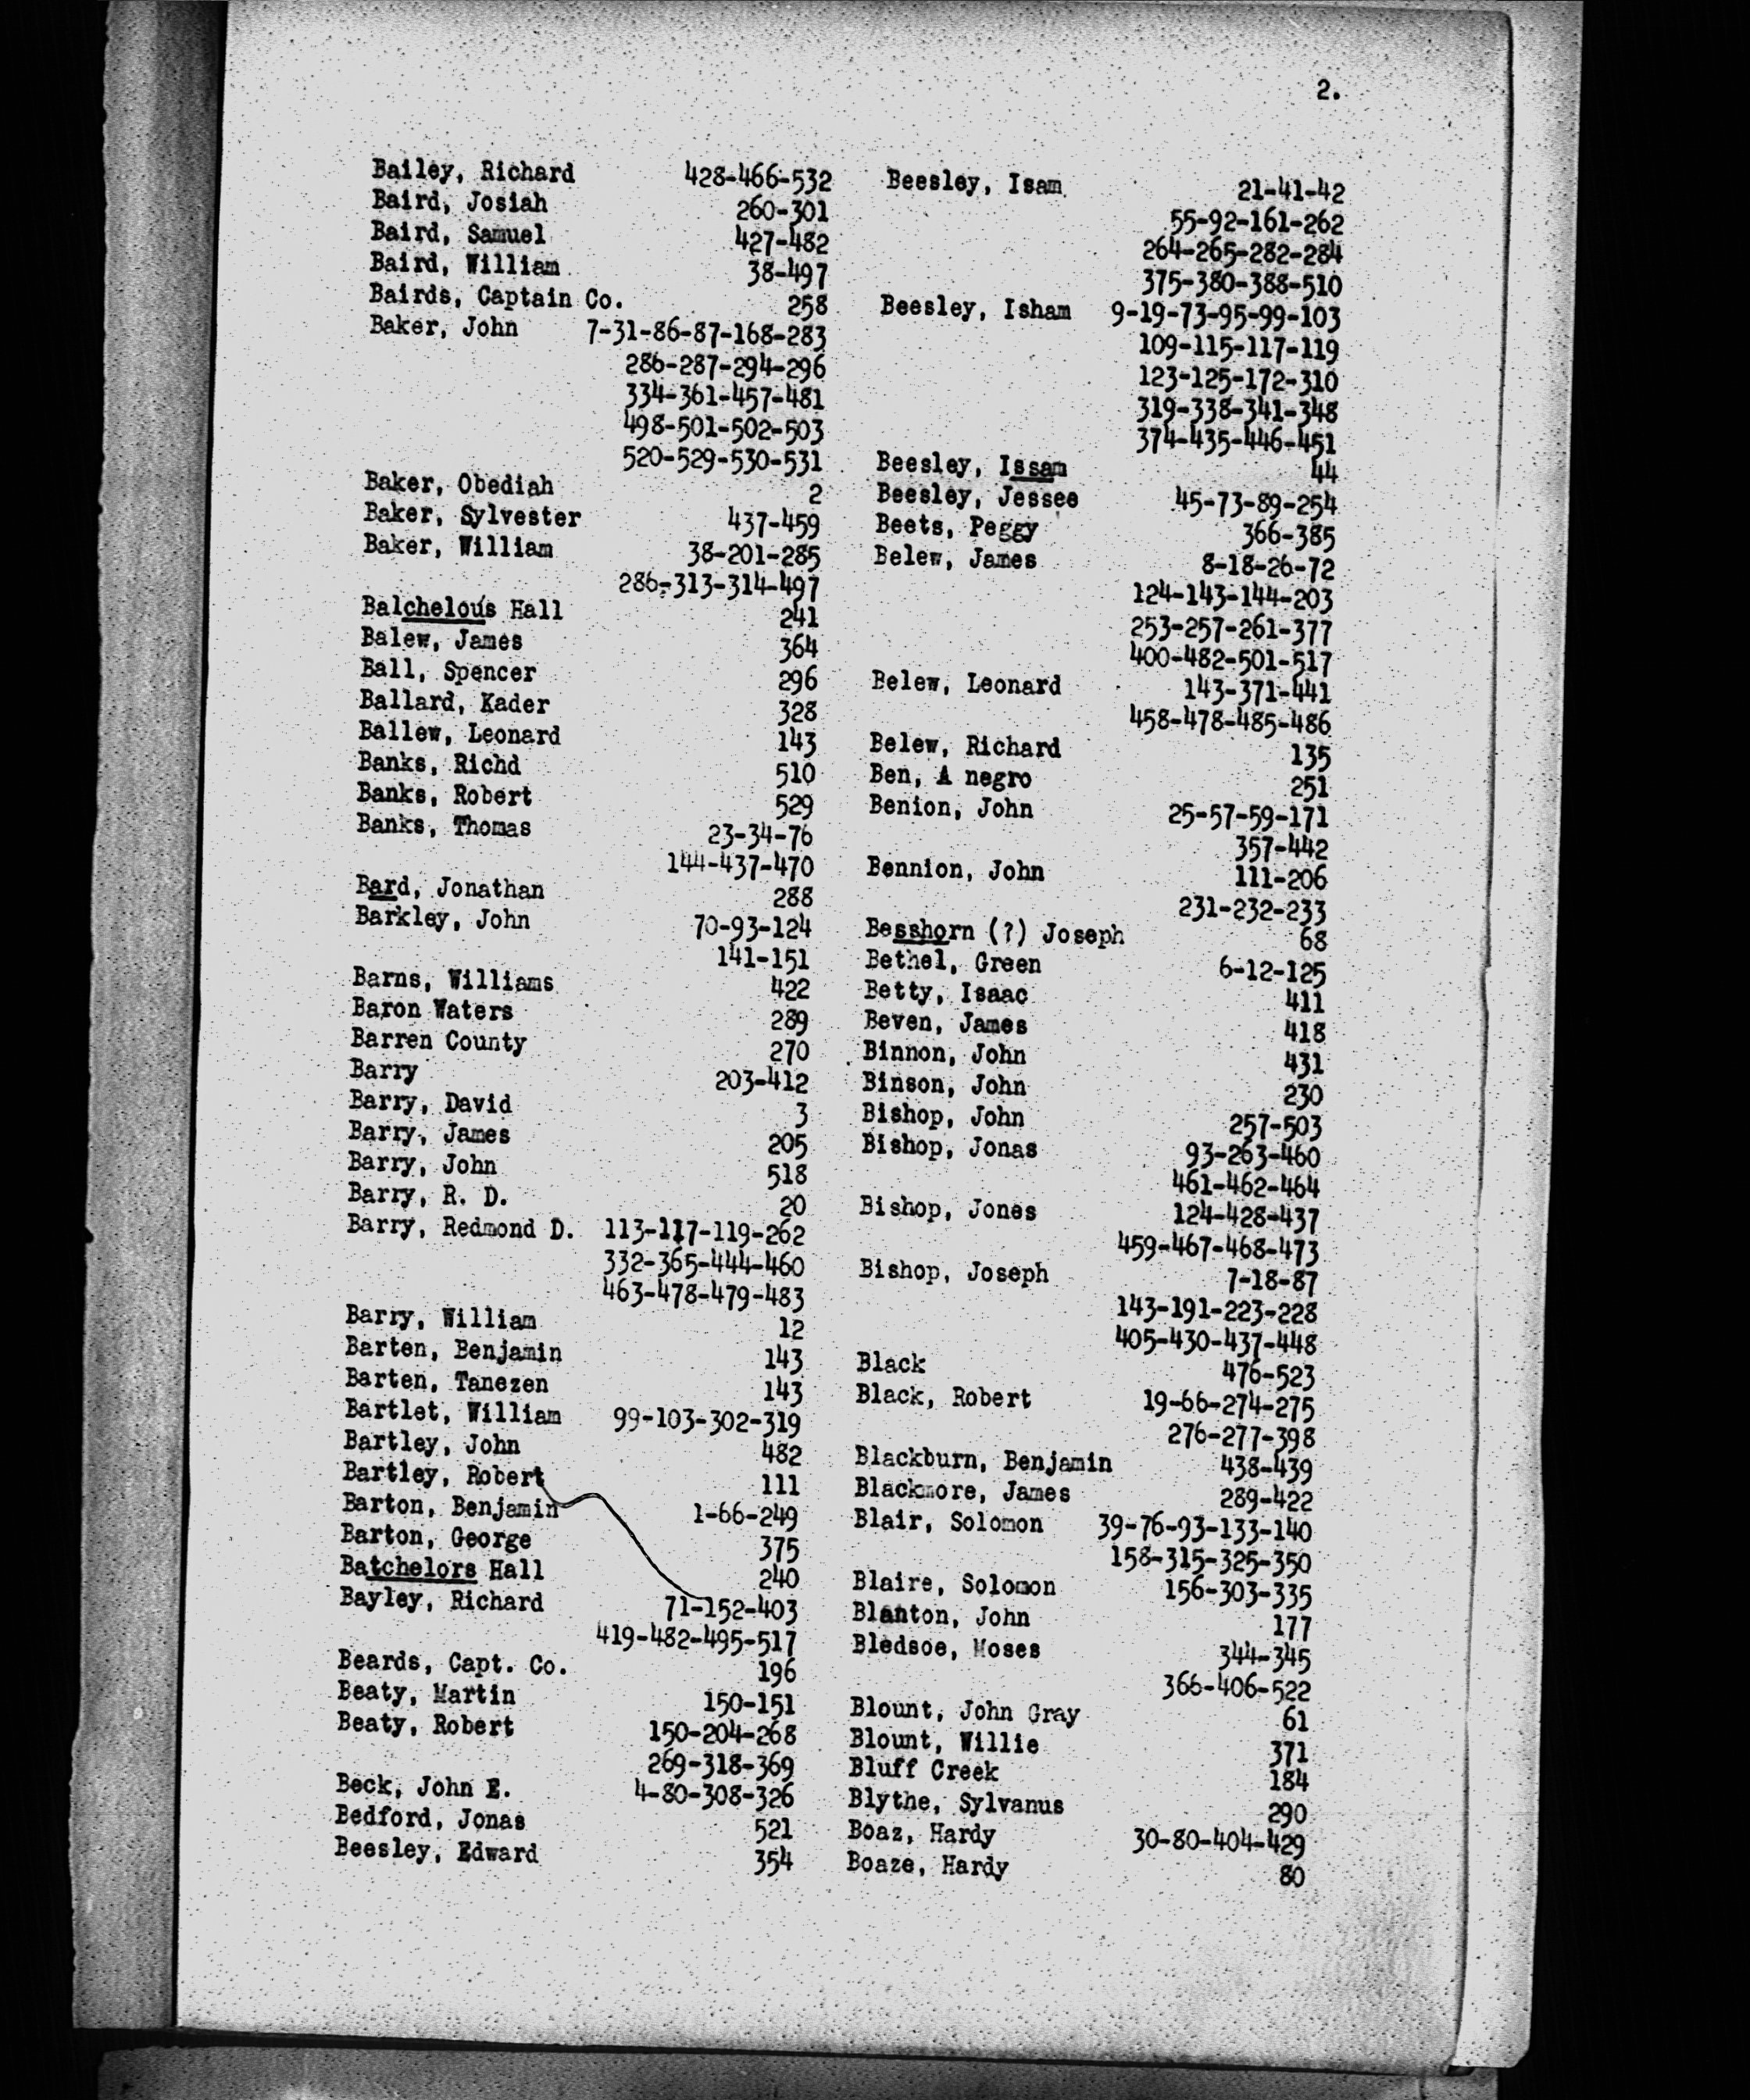 2.
Bailey, Richard 428-466-532
Baird, Josiah 260-301
Baird, Samuel 427-482
Baird, William 38-497
Bairds, Captain Co. 258
Baker, John 7-31-86-87-168-283
286-287-294-296
334-361-457-481
498-501-502-503
520-529-530-531
Baker, Obediah 2
Baker, Sylvester 437-459
Baker, William 38-201-285
286-313-314-497
Balchelous Hall 241
Balew, James 364
Ball, Spencer 296
Ballard, Kader 328
Ballew, Leonard 143
Banks, Richd 510
Banks, Robert 529
Banks, Thomas 23-34-76
144-437-470
Bard, Jonathan 288
Barkley, John 70-93-124
141-151
Barns, Williams 422
Baron Waters 289
Barren County 270
Barry 203-412
Barry, David 3
Barry, James 205
Barry, John 518
Barry, R. D. 20
Barry, Redmond D. 113-117-119-262
332-365-444-460
463-478-479-483
Barry, William 12
Barten, Benjamin 143
Barten, Tanezen 143
Bartlet, William 99-103-302-319
Bartley, John 482
Bartley, Robert 111
Barton, Benjamin 1-66-249
Barton, George 375
Batchelors Hall 240
Bayley, Richard 71-152-403
419-482-495-517
Beards, Capt. Co. 196
Beaty, Martin 150-151
Beaty, Robert 150-204-268
269-318-369
Beck, John E. 4-80-308-326
Bedford, Jonas 521
Beesley, Edward 354
Beesley, Isam 21-41-42
55-92-161-262
264-265-282-284
375-380-388-510
Beesley, Isham 9-19-73-95-99-103
109-115-117-119
123-125-172-310
319-338-341-348
374-435-446-451
Beesley, Issam 44
Beesley, Jessee 45-73-89-254
Beets, Peggy 366-385
Belew, James 8-18-26-72
124-143-144-203
253-257-261-377
400-482-501-517
Belew, Leonard 143-371-441
458-478-485-486
Belew, Richard 135
Ben, A negro 251
Benion, John 25-57-59-171
357-442
Bennion, John 111-206
231-232-233
Besshorn (?) Joseph 68
Bethel, Green 6-12-125
Betty, Isaac 411
Beven, James 418
Binnon, John 431
Binson, John 230
Bishop, John 257-503
Bishop, Jonas 93-263-460
461-462-464
Bishop, Jones 124-428-437
459-467-468-473
Bishop, Joseph 7-18-87
143-191-223-228
405-430-437-448
Black 476-523
Black, Robert 19-66-274-275
276-277-398
Blackburn, Benjamin 438-439
Blackmore, James 289-422
Blair, Solomon 39-76-93-133-140
158-315-325-350
Blaire, Solomon 156-303-335
Blanton, John 177
Bledsoe, Moses 344-345
366-406-522
Blount, John Gray 61
Blount, Willie 371
Bluff Creek 184
Blythe, Sylvanus 290
Boaz, Hardy 30-80-404-429
Boaze, Hardy 80